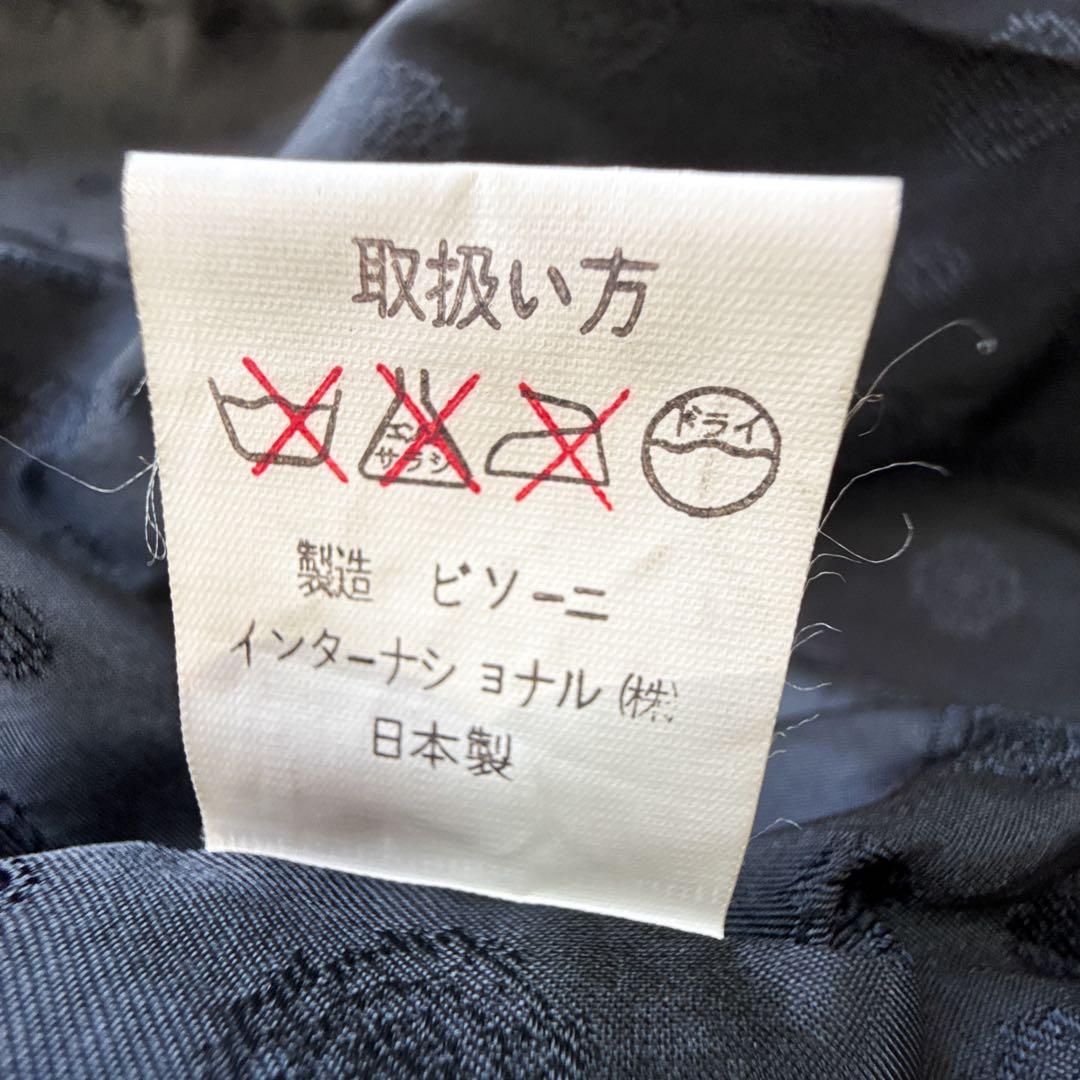 取扱い方
エンソ
サラシ
ドライ
製造 ビソーニ
インターナショナル(株)
日本製